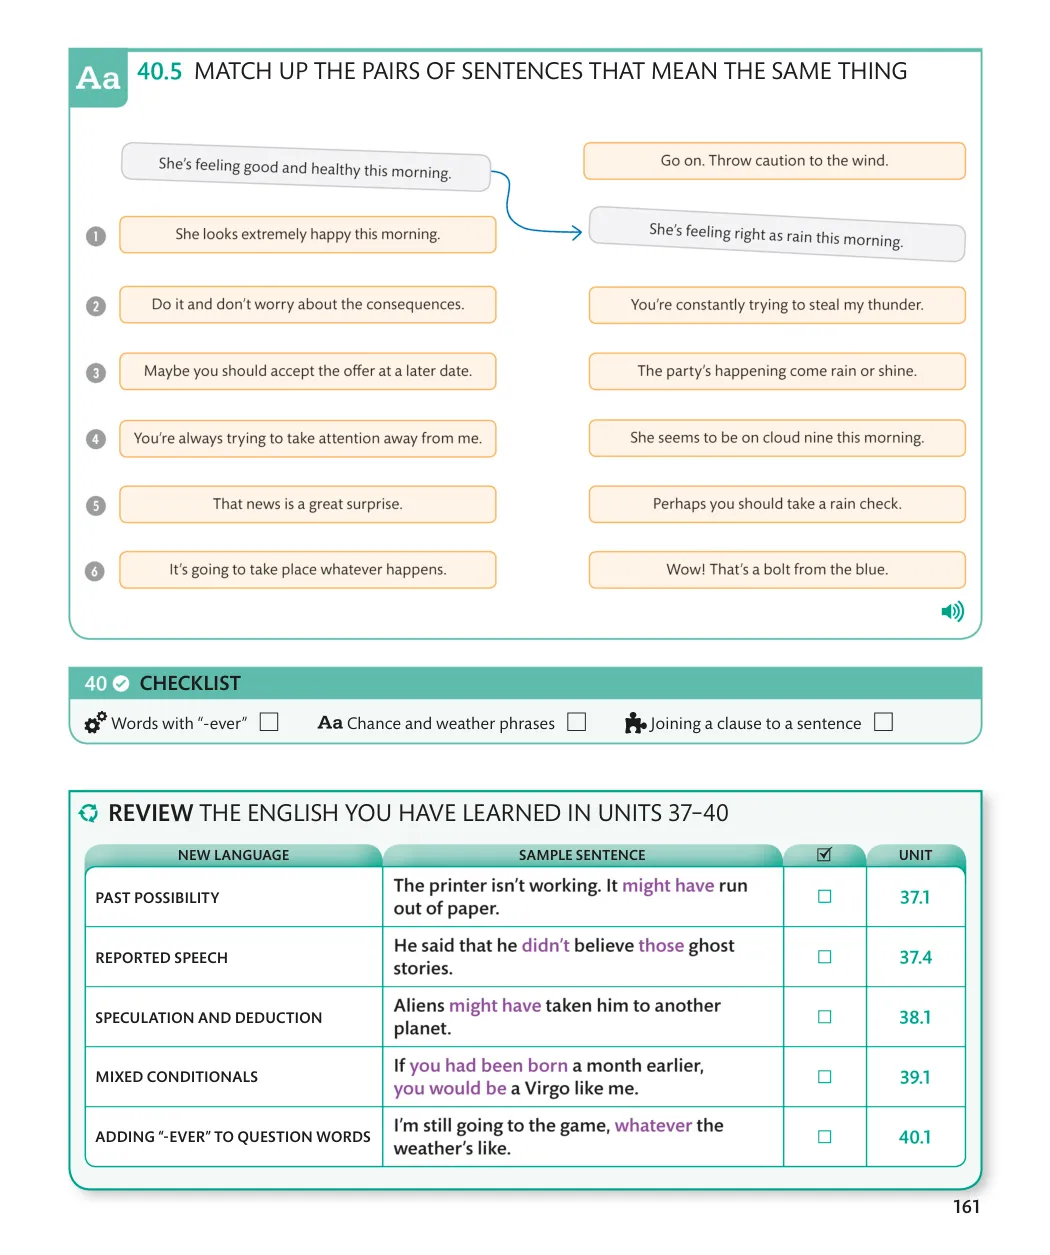 Aa
40.5 MATCH UP THE PAIRS OF SENTENCES THAT MEAN THE SAME THING
She’s feeling good and healthy this morning.
Go on. Throw caution to the wind.
1 She looks extremely happy this morning.
She’s feeling right as rain this morning.
2 Do it and don’t worry about the consequences.
You’re constantly trying to steal my thunder.
3 Maybe you should accept the offer at a later date.
The party’s happening come rain or shine.
4 You’re always trying to take attention away from me.
She seems to be on cloud nine this morning.
5 That news is a great surprise.
Perhaps you should take a rain check.
6 It’s going to take place whatever happens.
Wow! That’s a bolt from the blue.
40 CHECKLIST
Words with “-ever” Aa Chance and weather phrases Joining a clause to a sentence
REVIEW THE ENGLISH YOU HAVE LEARNED IN UNITS 37–40
NEW LANGUAGE SAMPLE SENTENCE UNIT
PAST POSSIBILITY
The printer isn’t working. It might have run
out of paper.
37.1
REPORTED SPEECH
He said that he didn’t believe those ghost
stories.
37.4
SPECULATION AND DEDUCTION
Aliens might have taken him to another
planet.
38.1
MIXED CONDITIONALS
If you had been born a month earlier,
you would be a Virgo like me.
39.1
ADDING “-EVER” TO QUESTION WORDS
I’m still going to the game, whatever the
weather’s like.
40.1
161